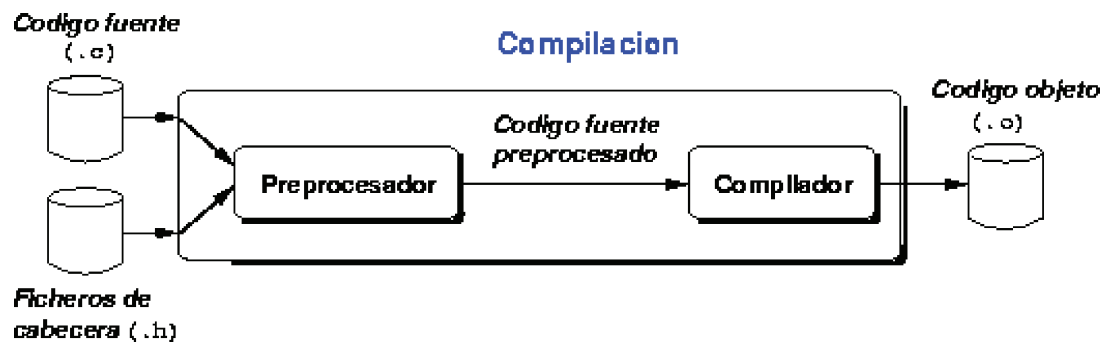 Codigo fuente
(.c)
Compilacion
Codigo objeto
(.o)
Codigo fuente
preprocesado
Preprocesador
Compilador
Ficheros de
cabecera (.h)